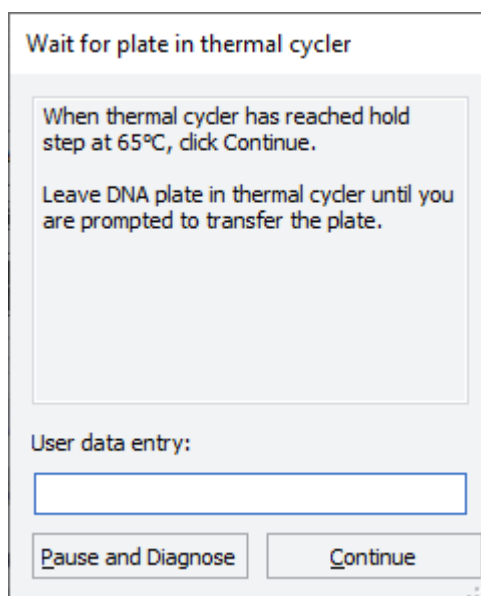 Wait for plate in thermal cycler
When thermal cycler has reached hold
step at 65ºC, click Continue.
Leave DNA plate in thermal cycler until you
are prompted to transfer the plate.
User data entry:
Pause and Diagnose
Continue